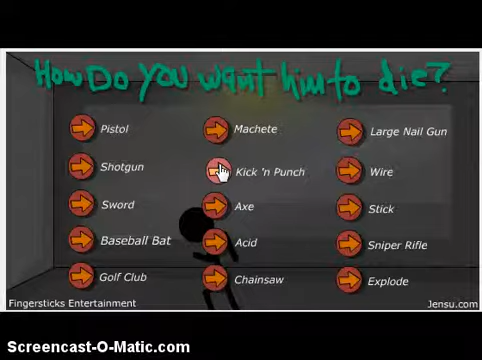 How Do you want him to die?
Pistol
Machete
Large Nail Gun
Shotgun
Kick 'n Punch
Wire
Sword
Axe
Stick
Baseball Bat
Acid
Sniper Rifle
Golf Club
Chainsaw
Explode
Fingersticks Entertainment
Jensu.com
Screencast-O-Matic.com